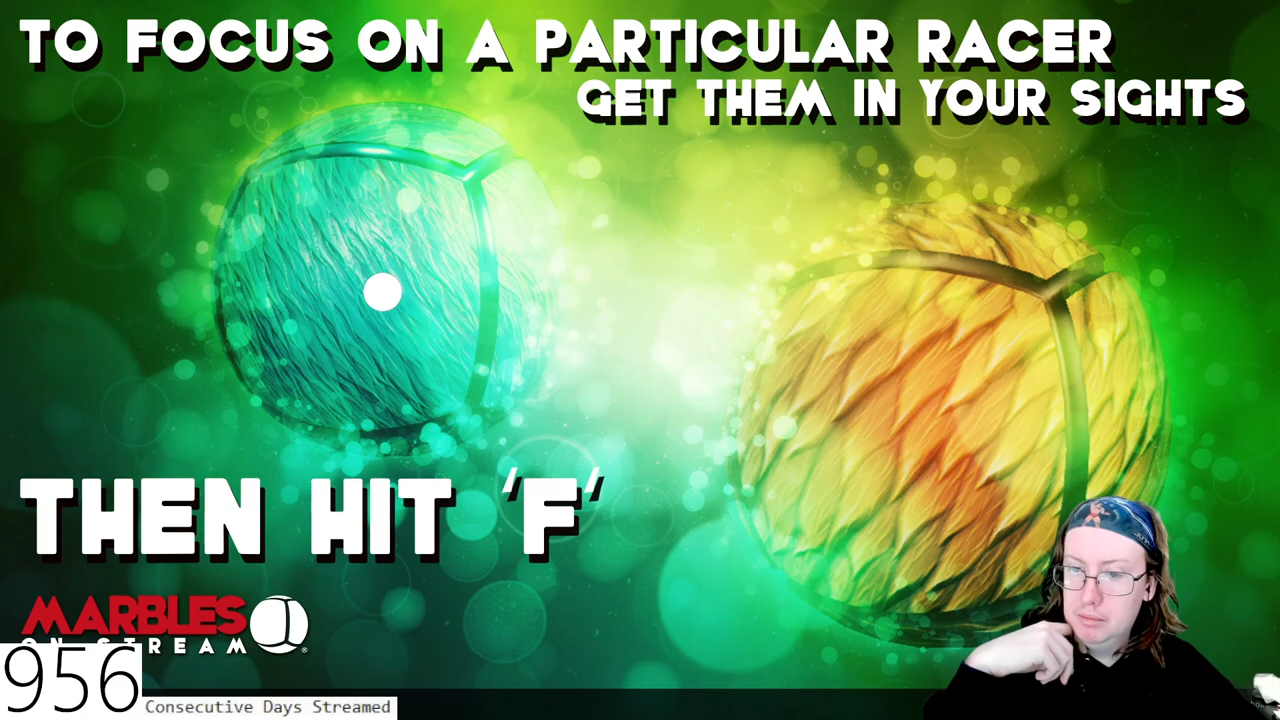 TO FOCUS ON A PARTICULAR RACER
GET THEM IN YOUR SIGHTS
THEN HIT 'F'
MARBLES
ON STREAM
956
Consecutive Days Streamed